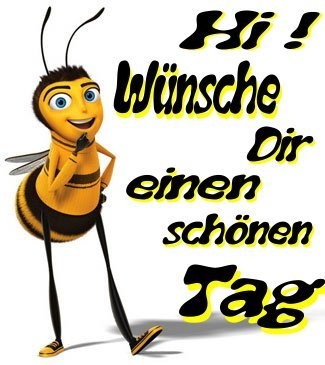 Hi !
Wünsche
Dir
einen
schönen
Tag